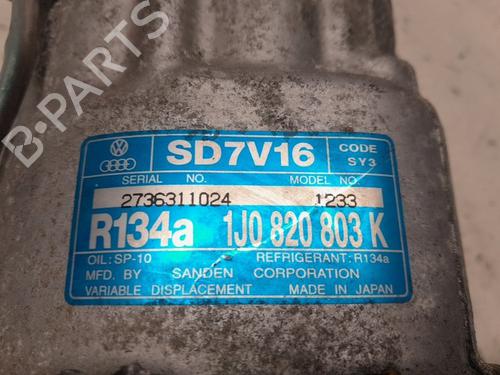 SD7V16
CODE
SY3
SERIAL NO. MODEL NO.
2736311024 1233
R134a 1J0 820 803 K
OIL: SP-10 REFRIGERANT: R134a
MFD. BY SANDEN CORPORATION
VARIABLE DISPLACEMENT MADE IN JAPAN
B-PARTS